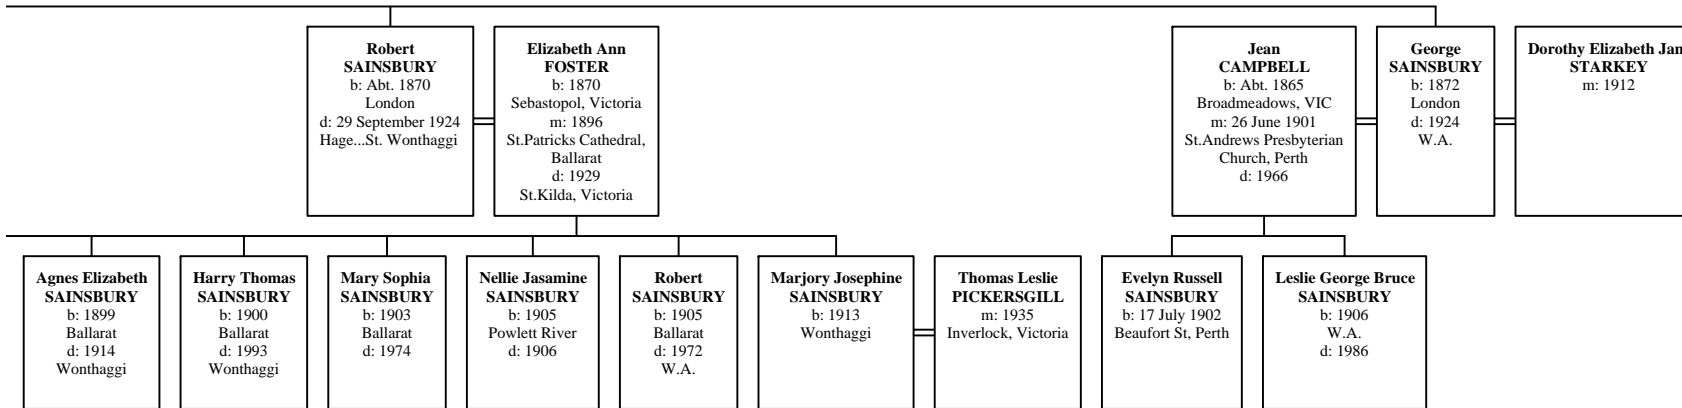 Robert
SAINSBURY
b: Abt. 1870
London
d: 29 September 1924
Hage...St. Wonthaggi
Elizabeth Ann
FOSTER
b: 1870
Sebastopol, Victoria
m: 1896
St.Patricks Cathedral,
Ballarat
d: 1929
St.Kilda, Victoria
Jean
CAMPBELL
b: Abt. 1865
Broadmeadows, VIC
m: 26 June 1901
St.Andrews Presbyterian
Church, Perth
d: 1966
George
SAINSBURY
b: 1872
London
d: 1924
W.A.
Dorothy Elizabeth Jan
STARKEY
m: 1912
Agnes Elizabeth
SAINSBURY
b: 1899
Ballarat
d: 1914
Wonthaggi
Harry Thomas
SAINSBURY
b: 1900
Ballarat
d: 1993
Wonthaggi
Mary Sophia
SAINSBURY
b: 1903
Ballarat
d: 1974
Nellie Jasamine
SAINSBURY
b: 1905
Powlett River
d: 1906
Robert
SAINSBURY
b: 1905
Ballarat
d: 1972
W.A.
Marjory Josephine
SAINSBURY
b: 1913
Wonthaggi
Thomas Leslie
PICKERSGILL
m: 1935
Inverlock, Victoria
Evelyn Russell
SAINSBURY
b: 17 July 1902
Beaufort St, Perth
Leslie George Bruce
SAINSBURY
b: 1906
W.A.
d: 1986